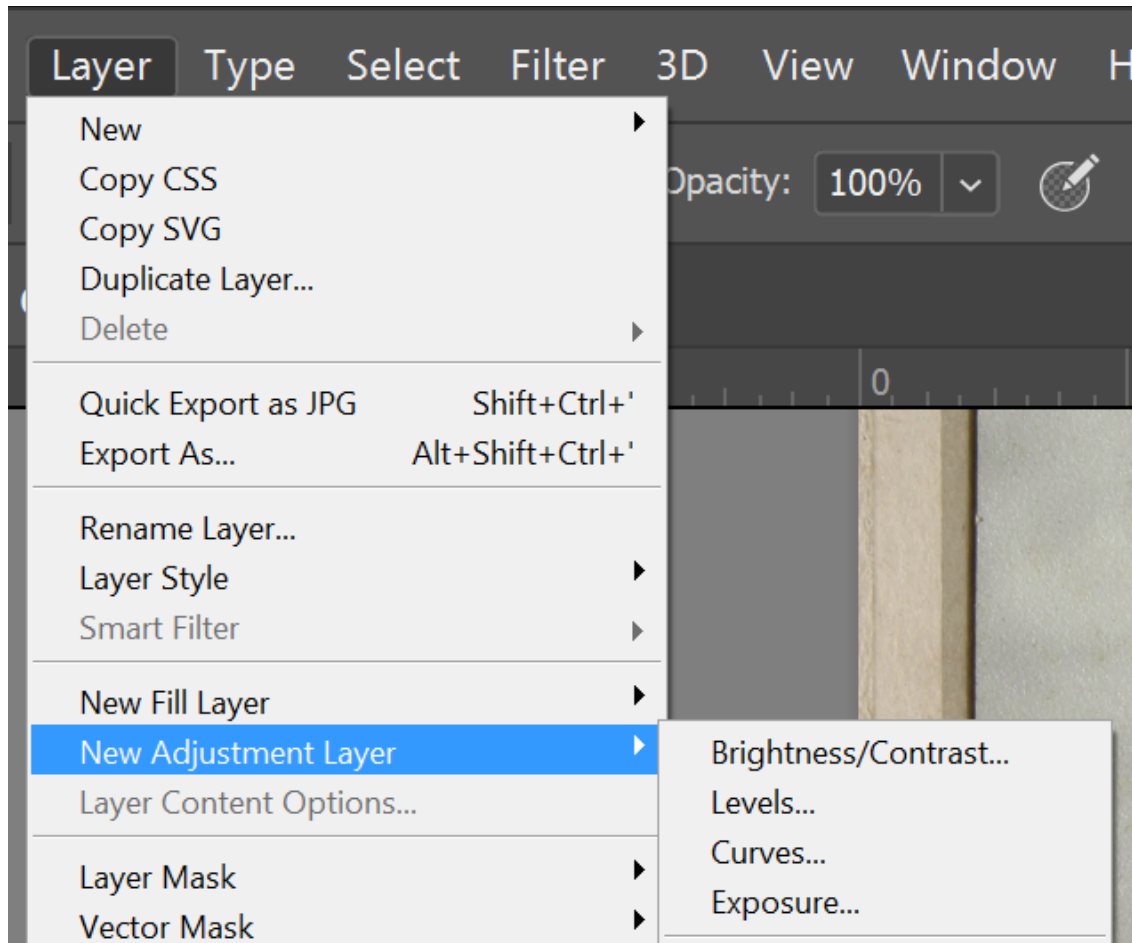 Layer Type Select Filter 3D View Window
New
Copy CSS
Copy SVG
Duplicate Layer...
Delete
Quick Export as JPG Shift+Ctrl+'
Export As... Alt+Shift+Ctrl+'
Rename Layer...
Layer Style
Smart Filter
New Fill Layer
New Adjustment Layer
Layer Content Options...
Layer Mask
Vector Mask
Opacity: 100%
0
Brightness/Contrast...
Levels...
Curves...
Exposure...